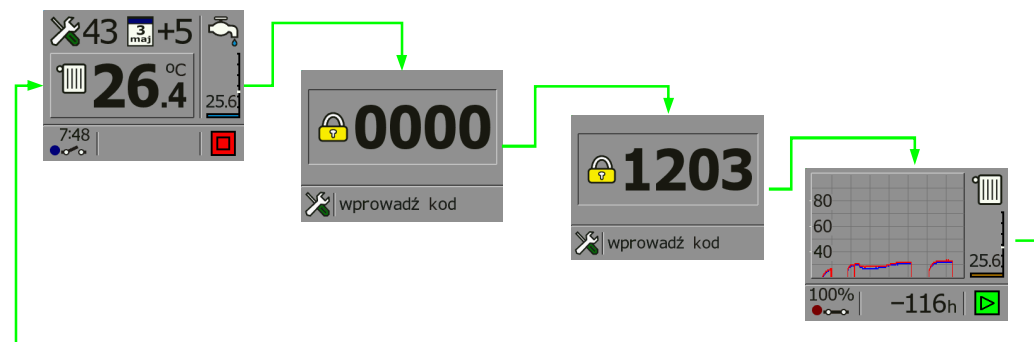 43 3 maj +5
26.4 °C
25.6
7:48
0000
wprowadź kod
1203
wprowadź kod
80
60
40
25.6
100%
-116h